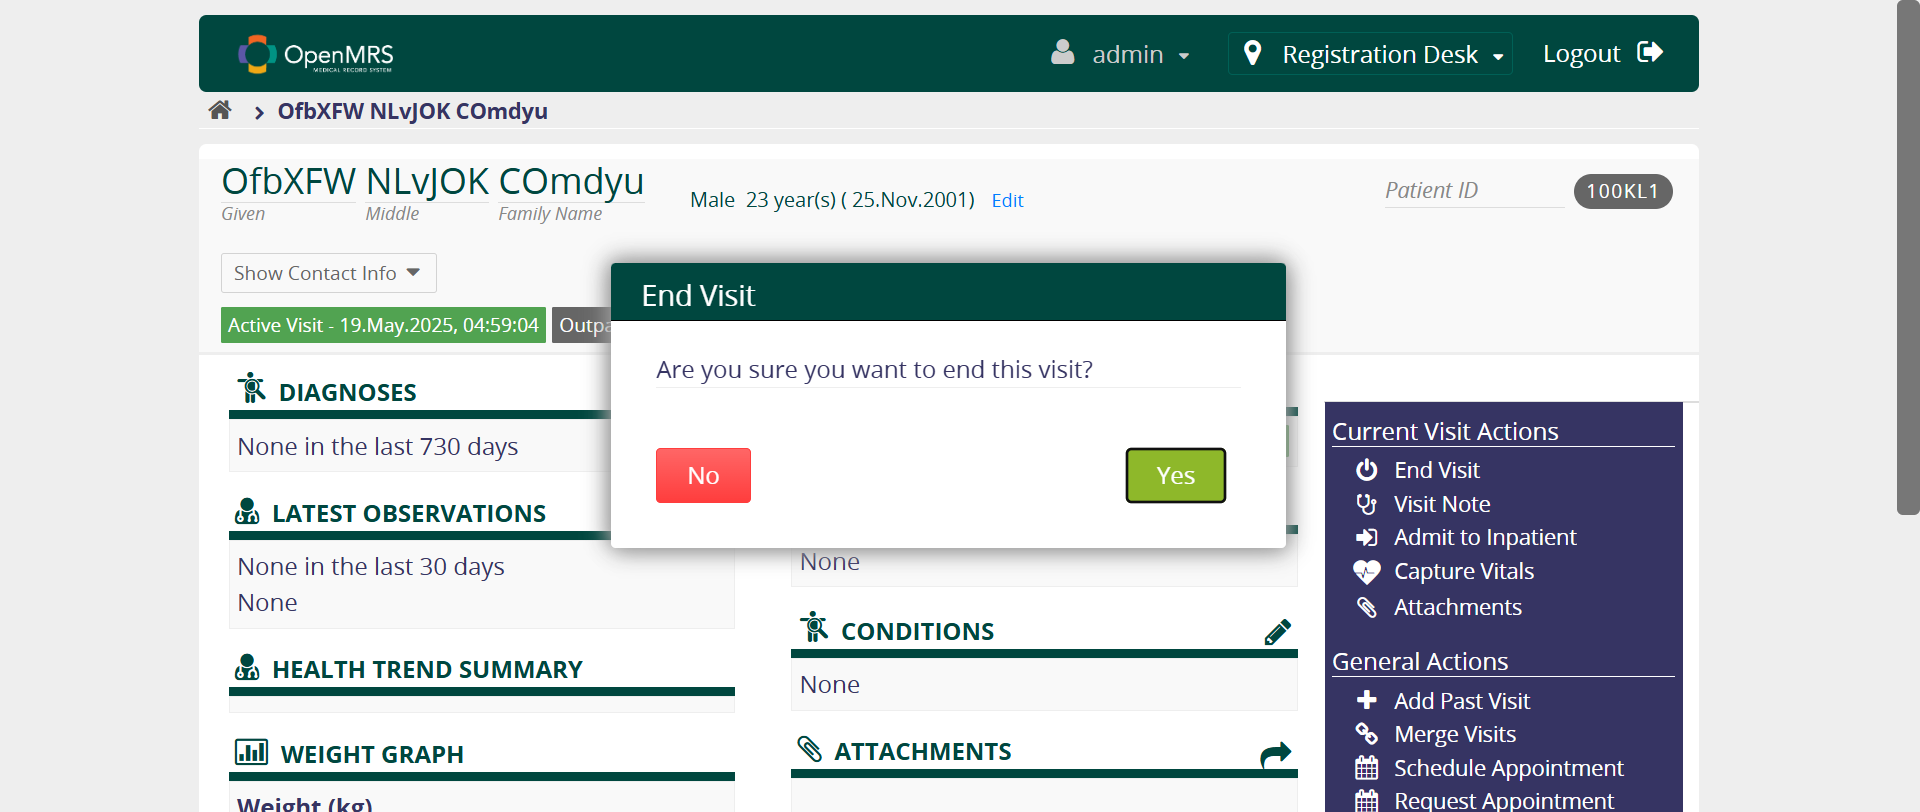 OpenMRS
MEDICAL RECORD SYSTEM
admin
Registration Desk
Logout
OfbXFW NLvJOK COmdyu
OfbXFW NLvJOK COmdyu
Given Middle Family Name
Male 23 year(s) ( 25.Nov.2001) Edit
Patient ID 100KL1
Show Contact Info
Active Visit - 19.May.2025, 04:59:04
End Visit
Are you sure you want to end this visit?
No
Yes
DIAGNOSES
None in the last 730 days
LATEST OBSERVATIONS
None in the last 30 days
None
HEALTH TREND SUMMARY
WEIGHT GRAPH
Weight (kg)
None
CONDITIONS
None
ATTACHMENTS
Current Visit Actions
End Visit
Visit Note
Admit to Inpatient
Capture Vitals
Attachments
General Actions
Add Past Visit
Merge Visits
Schedule Appointment
Request Appointment